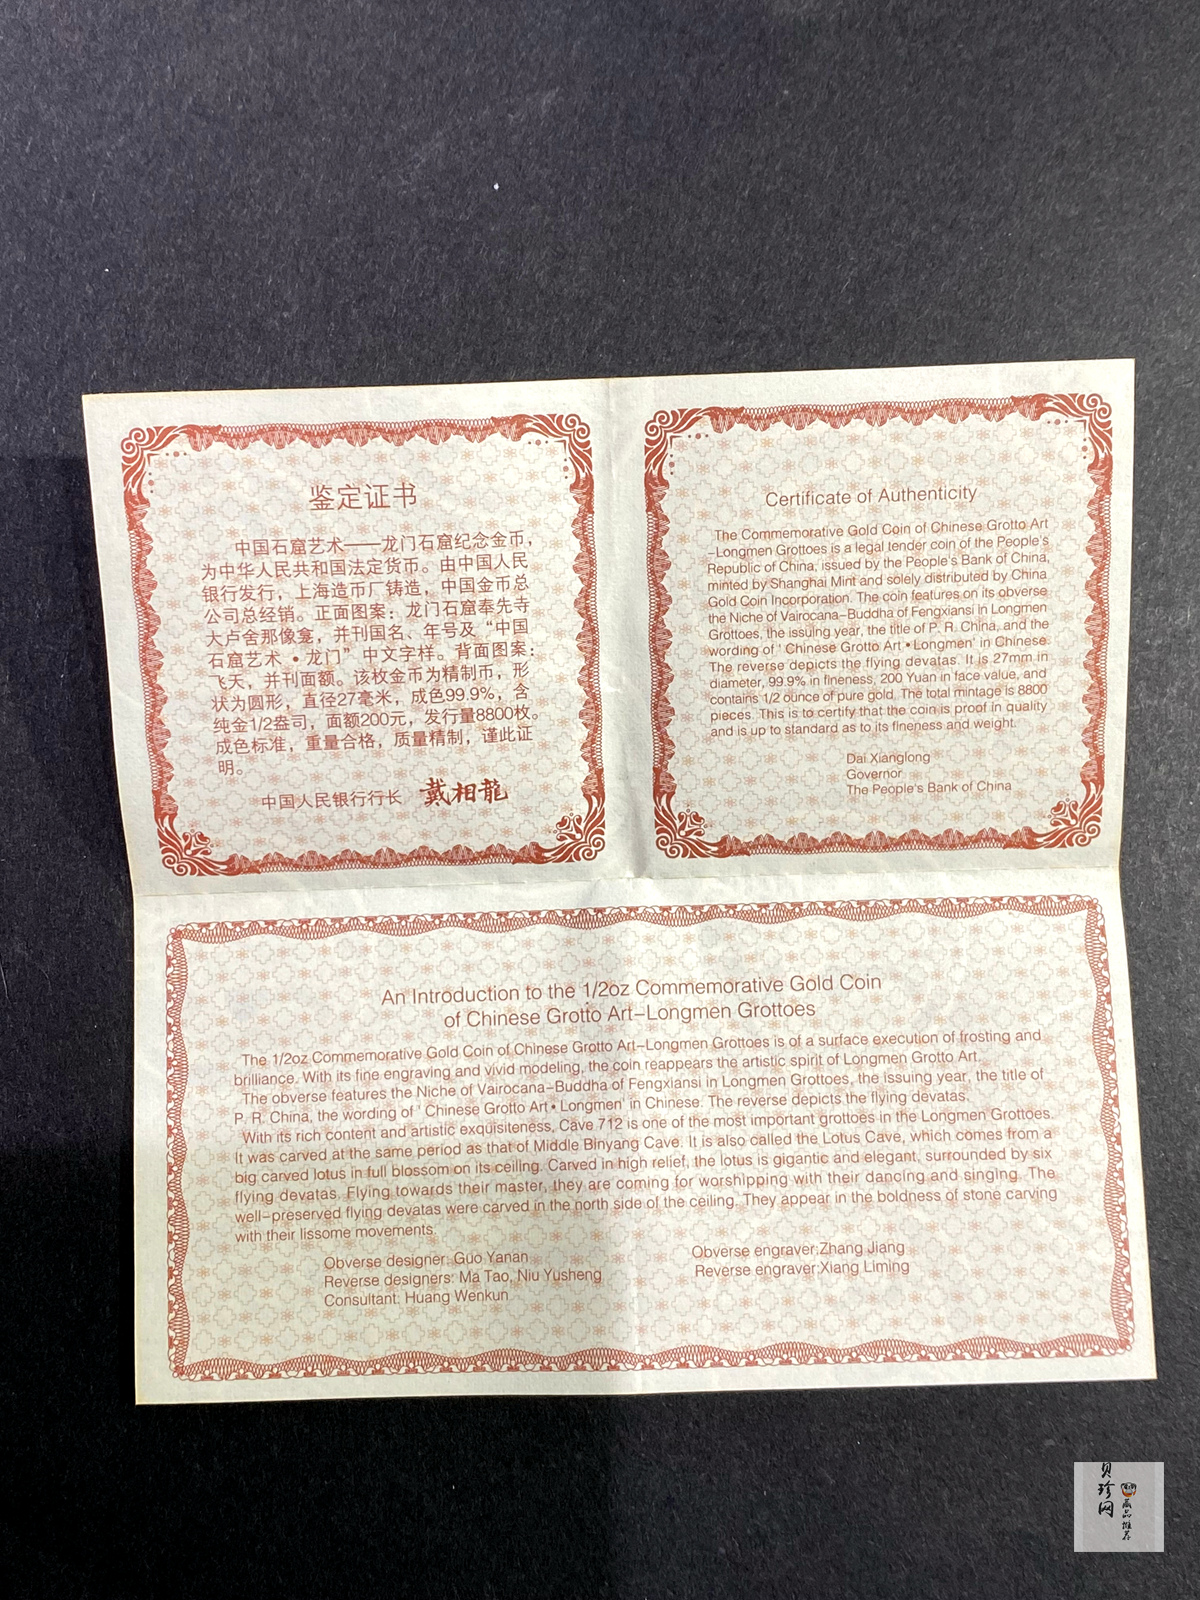 鉴定证书
中国石窟艺术——龙门石窟纪念金币，
为中华人民共和国法定货币。由中国人民
银行发行，上海造币厂铸造，中国金币总
公司总经销。正面图案：龙门石窟奉先寺
大卢舍那像龛，并刊国名、年号及“中国
石窟艺术•龙门”中文字样。背面图案：
飞天，并刊面额。该枚金币为精制币，形
状为圆形，直径27毫米，成色99.9%，含
纯金1/2盎司，面额200元，发行量8800枚。
成色标准，重量合格，质量精制，谨此证
明。
中国人民银行行长 戴相龍
Certificate of Authenticity
The Commemorative Gold Coin of Chinese Grotto Art
-Longmen Grottoes is a legal tender coin of the People's
Republic of China, issued by the People's Bank of China,
minted by Shanghai Mint and solely distributed by China
Gold Coin Incorporation. The coin features on its obverse
the Niche of Vairocana-Buddha of Fengxiansi in Longmen
Grottoes, the issuing year, the title of P. R. China, and the
wording of ' Chinese Grotto Art • Longmen' in Chinese.
The reverse depicts the flying devatas. It is 27mm in
diameter, 99.9% in fineness, 200 Yuan in face value, and
contains 1/2 ounce of pure gold. The total mintage is 8800
pieces. This is to certify that the coin is proof in quality
and is up to standard as to its fineness and weight.
Dai Xianglong
Governor
The People's Bank of China
An Introduction to the 1/2oz Commemorative Gold Coin
of Chinese Grotto Art-Longmen Grottoes
The 1/2oz Commemorative Gold Coin of Chinese Grotto Art-Longmen Grottoes is of a surface execution of frosting and
brilliance. With its fine engraving and vivid modeling, the coin reappears the artistic spirit of Longmen Grotto Art.
The obverse features the Niche of Vairocana-Buddha of Fengxiansi in Longmen Grottoes, the issuing year, the title of
P. R. China, the wording of ' Chinese Grotto Art • Longmen' in Chinese. The reverse depicts the flying devatas.
With its rich content and artistic exquisiteness, Cave 712 is one of the most important grottoes in the Longmen Grottoes.
It was carved at the same period as that of Middle Binyang Cave. It is also called the Lotus Cave, which comes from a
big carved lotus in full blossom on its ceiling. Carved in high relief, the lotus is gigantic and elegant, surrounded by six
flying devatas. Flying towards their master, they are coming for worshipping with their dancing and singing. The
well-preserved flying devatas were carved in the north side of the ceiling. They appear in the boldness of stone carving
with their lissome movements.
Obverse designer: Guo Yanan
Reverse designers: Ma Tao, Niu Yusheng
Consultant: Huang Wenkun
Obverse engraver:Zhang Jiang
Reverse engraver:Xiang Liming
贝珍网
藏品推荐